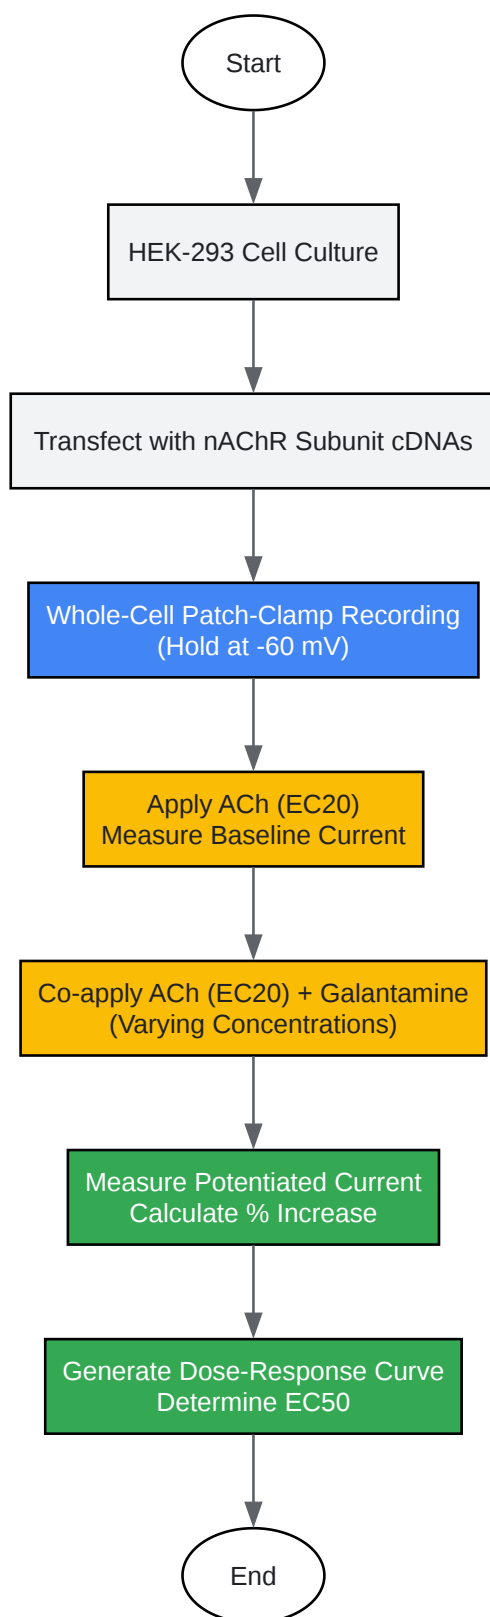 Start
HEK-293 Cell Culture
Transfect with nAChR Subunit cDNAs
Whole-Cell Patch-Clamp Recording
(Hold at -60 mV)
Apply ACh (EC20)
Measure Baseline Current
Co-apply ACh (EC20) + Galantamine
(Varying Concentrations)
Measure Potentiated Current
Calculate % Increase
Generate Dose-Response Curve
Determine EC50
End